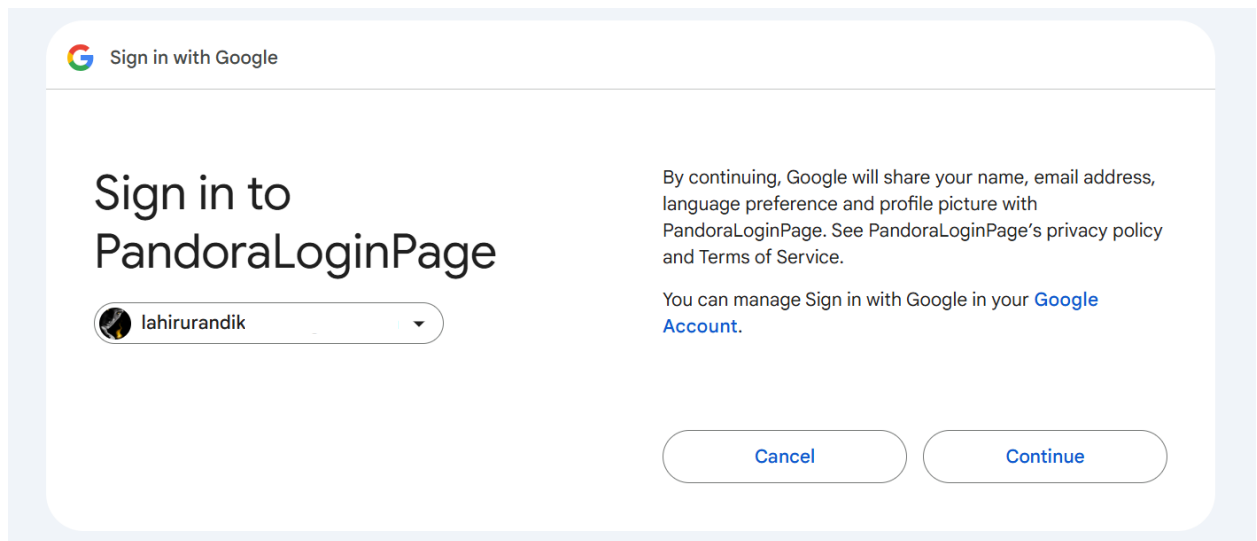 Sign in with Google
Sign in to
PandoraLoginPage
lahirurandik
By continuing, Google will share your name, email address,
language preference and profile picture with
PandoraLoginPage. See PandoraLoginPage’s privacy policy
and Terms of Service.
You can manage Sign in with Google in your Google
Account.
Cancel
Continue